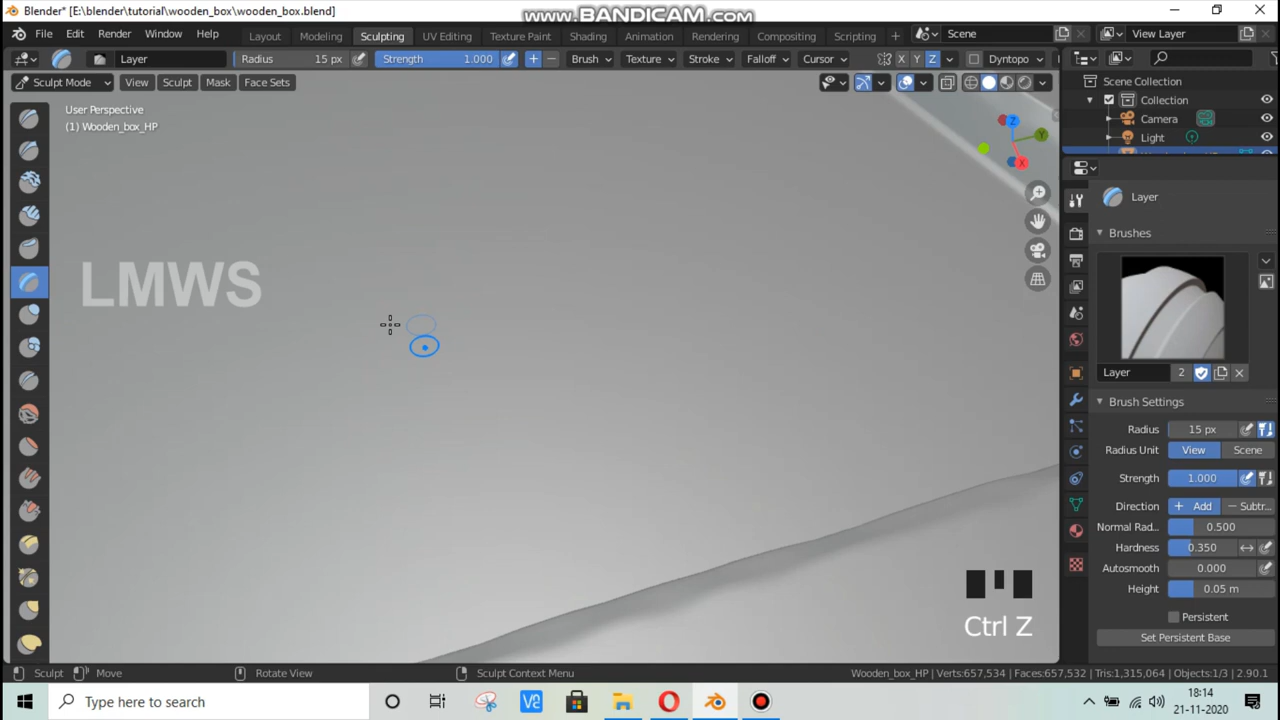 Blender* [E:\blender\tutorial\wooden_box\wooden_box.blend]
www.BANDICAM.com
File Edit Render Window Help
Layout Modeling Sculpting UV Editing Texture Paint Shading Animation Rendering Compositing Scripting +
Scene
View Layer
Layer
Radius 15 px
Strength 1.000
+ −
Brush Texture Stroke Falloff Cursor
X Y Z
Dyntopo
Sculpt Mode View Sculpt Mask Face Sets
User Perspective
(1) Wooden_box_HP
Z
Y
X
LMWS
Ctrl Z
Scene Collection
Collection
Camera
Light
Layer
Brushes
Layer 2
Brush Settings
Radius 15 px
Radius Unit View Scene
Strength 1.000
Direction + Add − Subtr...
Normal Rad... 0.500
Hardness 0.350
Autosmooth 0.000
Height 0.05 m
Persistent
Set Persistent Base
Sculpt Move Rotate View Sculpt Context Menu
Wooden_box_HP | Verts:657,534 | Faces:657,532 | Tris:1,315,064 | Objects:1/3 | 2.90.1
Type here to search
18:14
21-11-2020